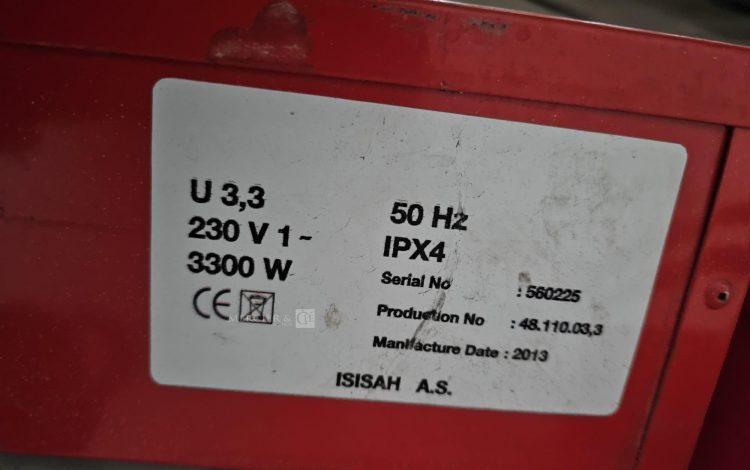 U 3,3
230 V 1~
3300 W
CE
50 Hz
IPX4
Serial No : 560225
Production No : 48.110.03,3
Manifacture Date : 2013
ISISAH A.S.